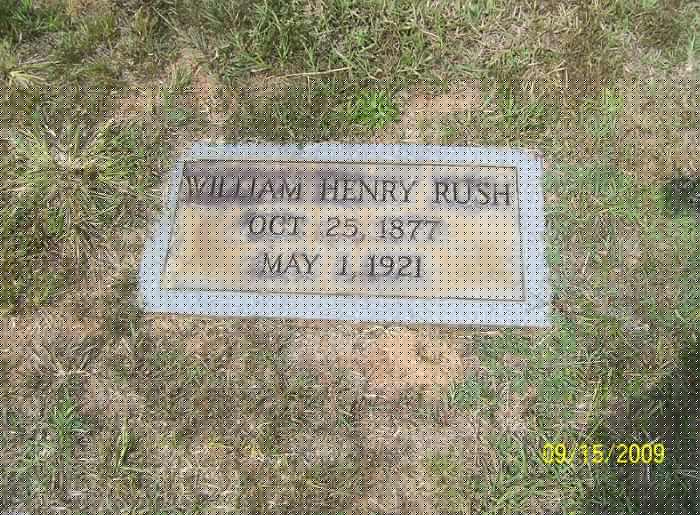 WILLIAM HENRY RUSH
OCT. 25, 1877
MAY 1, 1921
09/15/2009